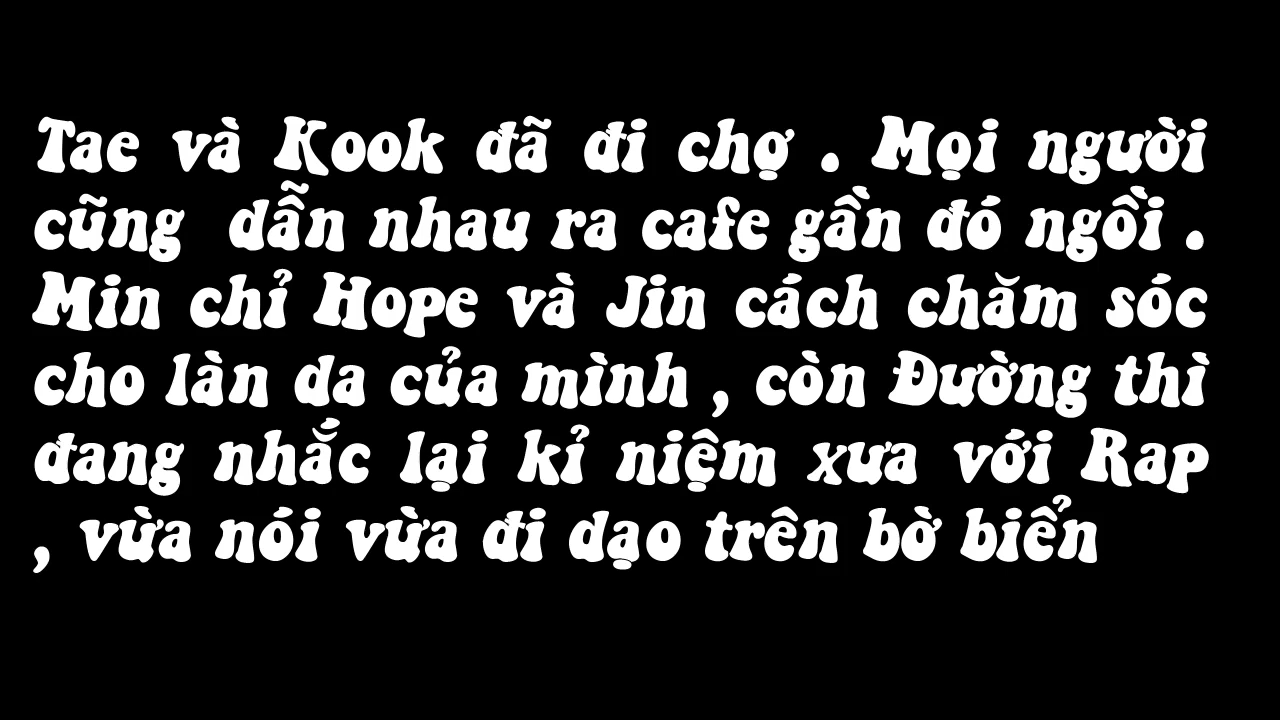 Tae và Kook đã đi chợ . Mọi người
cũng  dẫn nhau ra cafe gần đó ngồi .
Min chỉ Hope và Jin cách chăm sóc
cho làn da của mình , còn Đường thì
đang nhắc lại kỉ niệm xưa với Rap
, vừa nói vừa đi dạo trên bờ biển